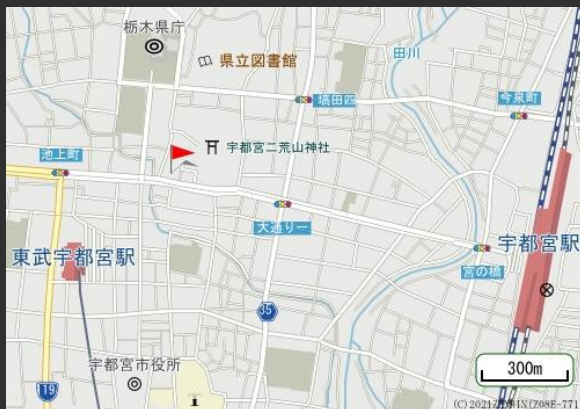 栃木県庁
県立図書館
田川
塙田四
今泉町
池上町
宇都宮二荒山神社
大通り一
宇都宮駅
東武宇都宮駅
宮の橋
35
宇都宮市役所
119
300m